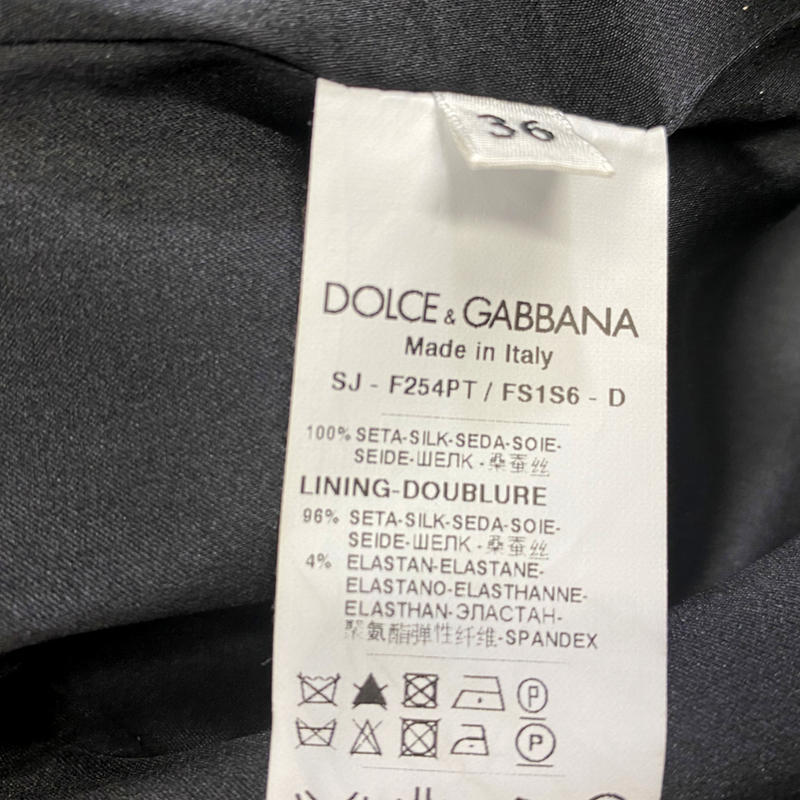 36
DOLCE & GABBANA
Made in Italy
SJ - F254PT / FS1S6 - D
100% SETA-SILK-SEDA-SOIE-
SEIDE-ШЕЛК - 桑蚕丝
LINING-DOUBLURE
96% SETA-SILK-SEDA-SOIE-
SEIDE-ШЕЛК - 桑蚕丝
4% ELASTAN-ELASTANE-
ELASTANO-ELASTHANNE-
ELASTHAN-ЭЛАСТАН-
聚氨酯弹性纤维-SPANDEX
P
P